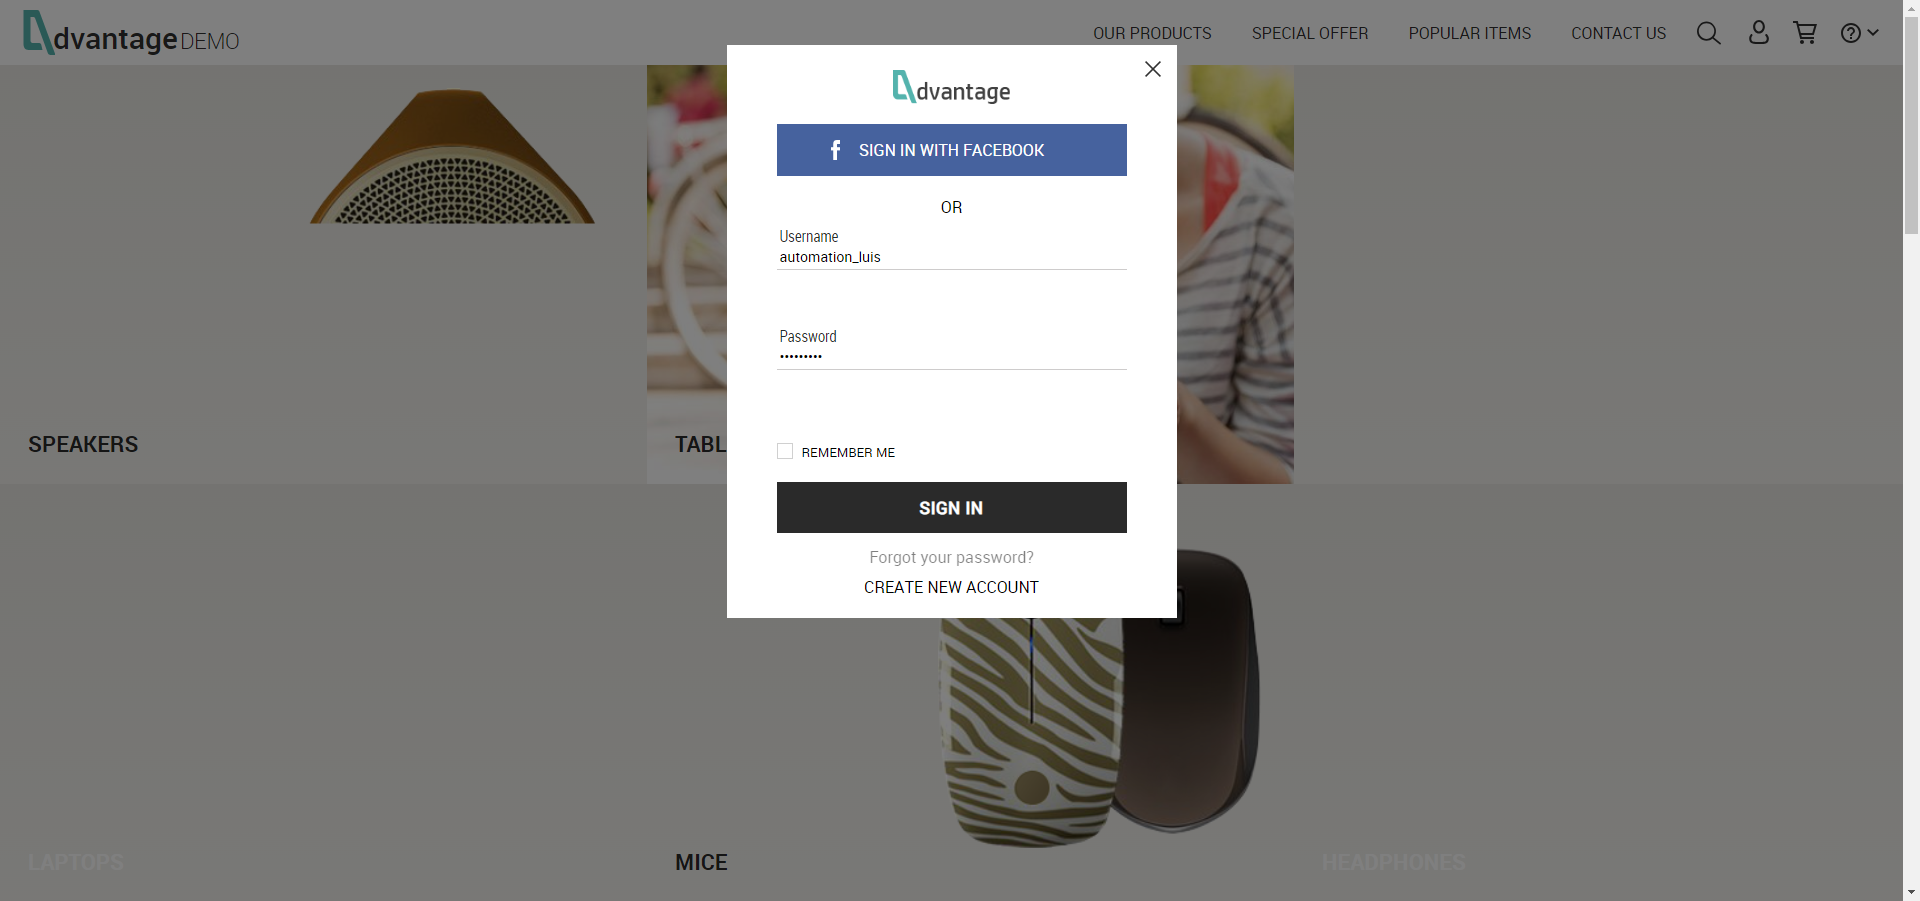 dvantage DEMO
OUR PRODUCTS SPECIAL OFFER POPULAR ITEMS CONTACT US
dvantage
SIGN IN WITH FACEBOOK
OR
Username
automation_luis
Password
•••••••••
REMEMBER ME
SIGN IN
Forgot your password?
CREATE NEW ACCOUNT
SPEAKERS
TABL
LAPTOPS
MICE
HEADPHONES